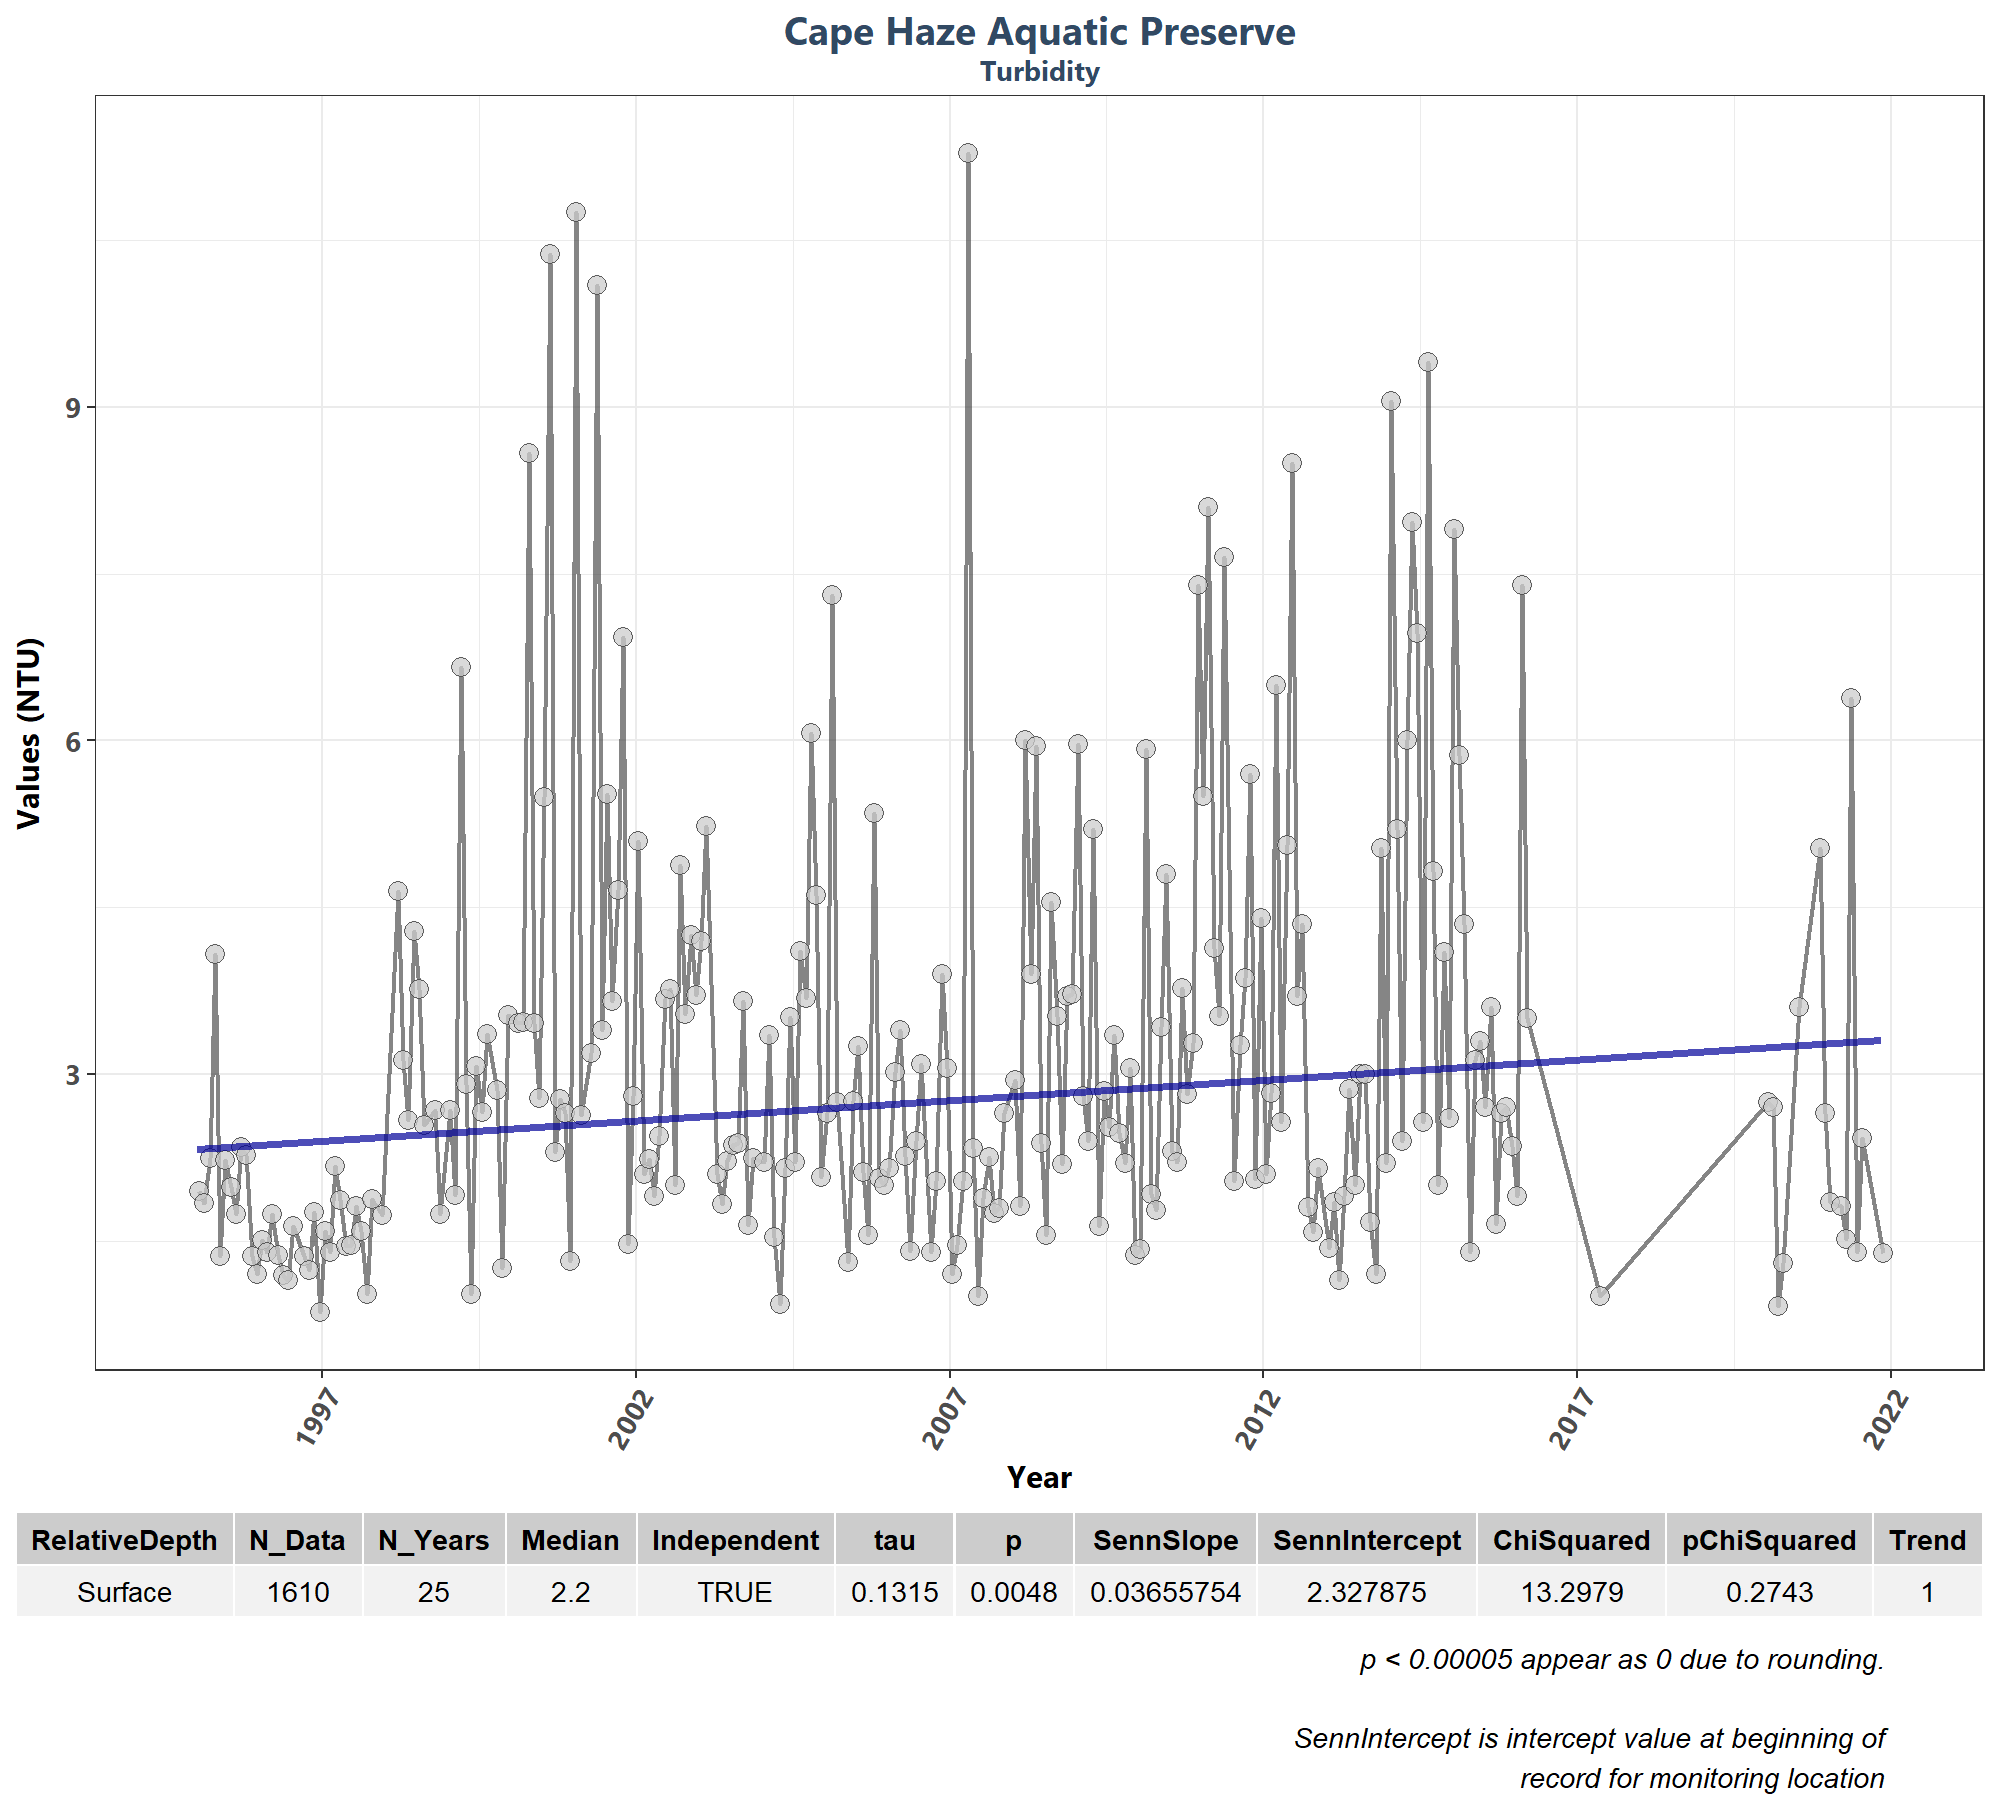 Cape Haze Aquatic Preserve
Turbidity
Values (NTU)
9
6
3
1997
2002
2007
2012
2017
2022
Year
RelativeDepth N_Data N_Years Median Independent tau p SennSlope SennIntercept ChiSquared pChiSquared Trend
Surface 1610 25 2.2 TRUE 0.1315 0.0048 0.03655754 2.327875 13.2979 0.2743 1
p < 0.00005 appear as 0 due to rounding.
SennIntercept is intercept value at beginning of
record for monitoring location